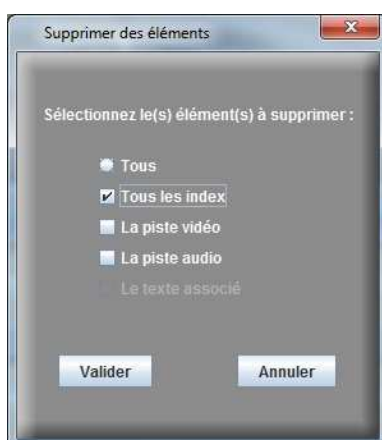 Supprimer des éléments
Sélectionnez le(s) élément(s) à supprimer :
Tous
Tous les index
La piste vidéo
La piste audio
Le texte associé
Valider Annuler